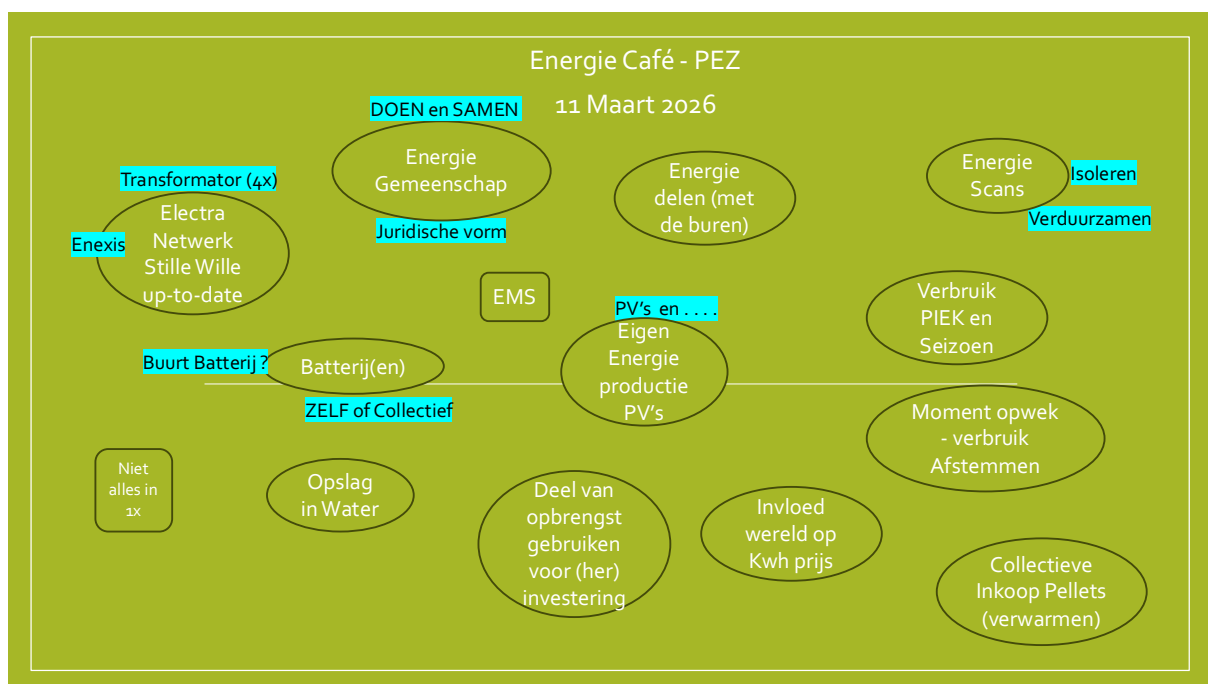 Energie Café - PEZ
11 Maart 2026
DOEN en SAMEN
Energie
Gemeenschap
Juridische vorm
Transformator (4x)
Enexis
Electra
Netwerk
Stille Wille
up-to-date
Energie
delen (met
de buren)
Energie
Scans
Isoleren
Verduurzamen
EMS
PV's en . . . .
Eigen
Energie
productie
PV's
Verbruik
PIEK en
Seizoen
Buurt Batterij ?
Batterij(en)
ZELF of Collectief
Moment opwek
- verbruik
Afstemmen
Niet
alles in
1x
Opslag
in Water
Deel van
opbrengst
gebruiken
voor (her)
investering
Invloed
wereld op
Kwh prijs
Collectieve
Inkoop Pellets
(verwarmen)